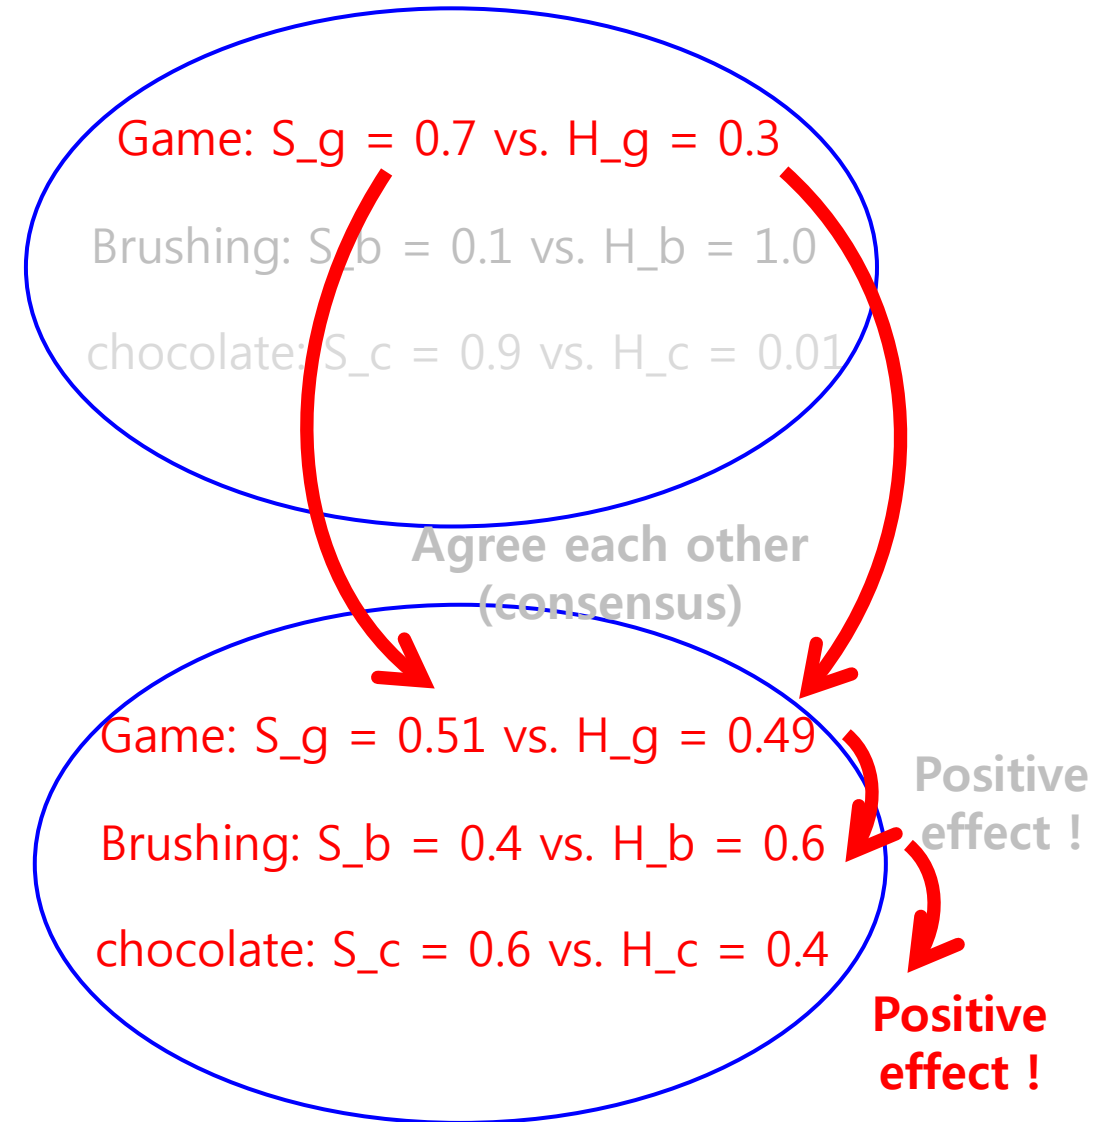 Game: S_g = 0.7 vs. H_g = 0.3
Brushing: S_b = 0.1 vs. H_b = 1.0
chocolate: S_c = 0.9 vs. H_c = 0.01
Agree each other
(consensus)
Game: S_g = 0.51 vs. H_g = 0.49
Positive
effect !
Brushing: S_b = 0.4 vs. H_b = 0.6
chocolate: S_c = 0.6 vs. H_c = 0.4
Positive
effect !